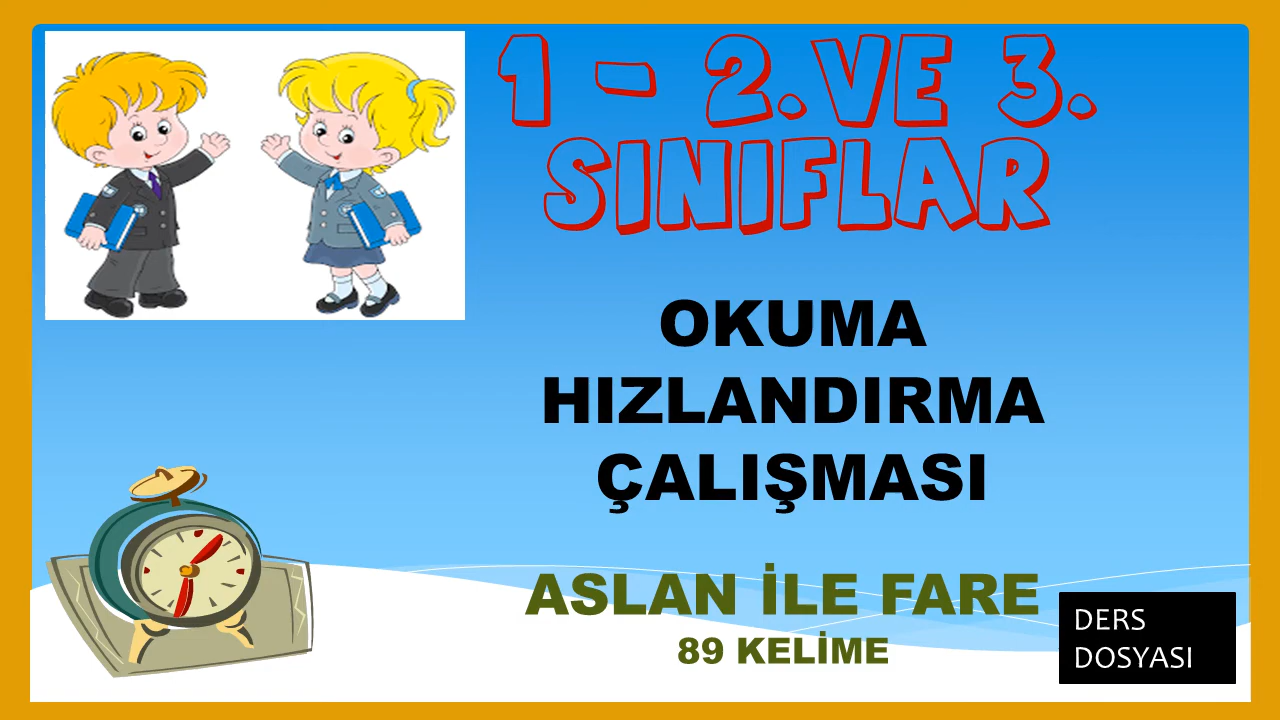 1 - 2.VE 3.
SINIFLAR
OKUMA
HIZLANDIRMA
ÇALIŞMASI
ASLAN İLE FARE
89 KELİME
DERS
DOSYASI